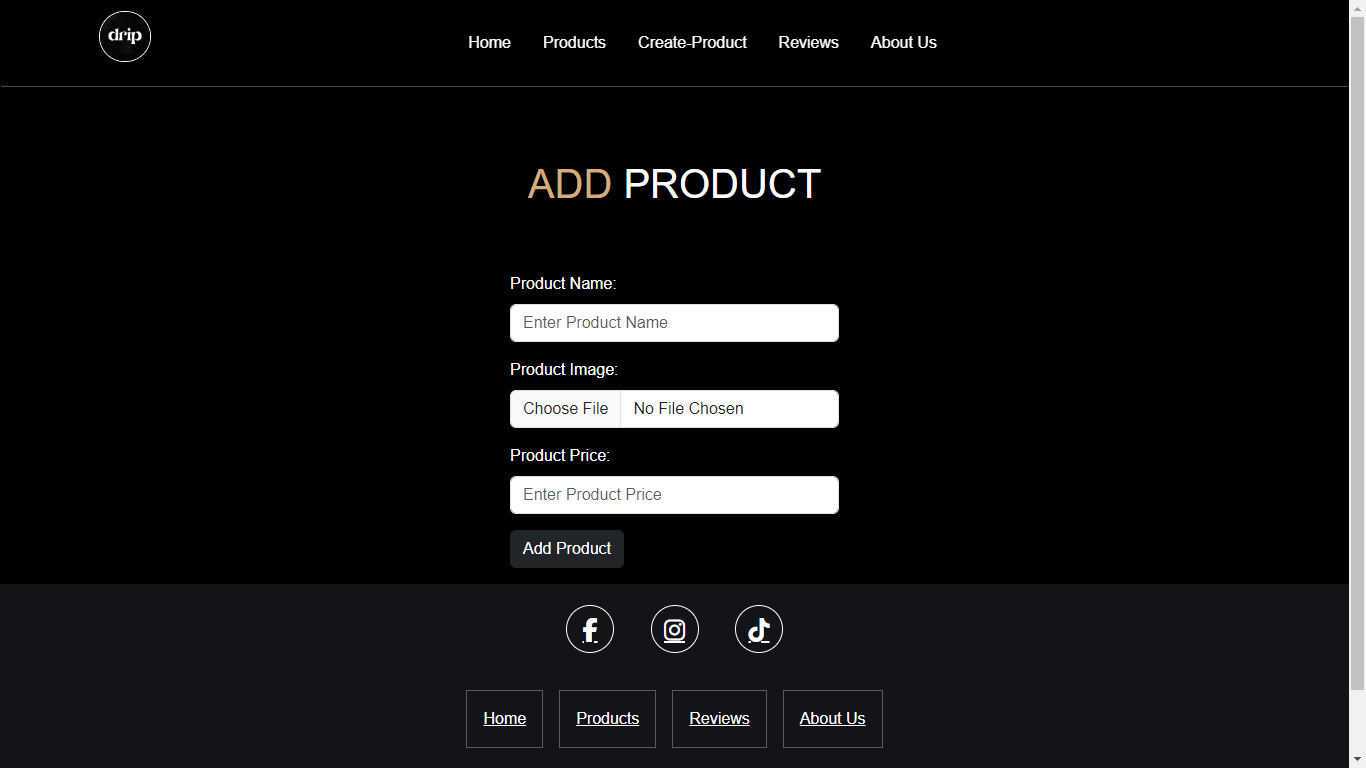 drip
Home Products Create-Product Reviews About Us
ADD PRODUCT
Product Name:
Enter Product Name
Product Image:
Choose File No File Chosen
Product Price:
Enter Product Price
Add Product
Home Products Reviews About Us